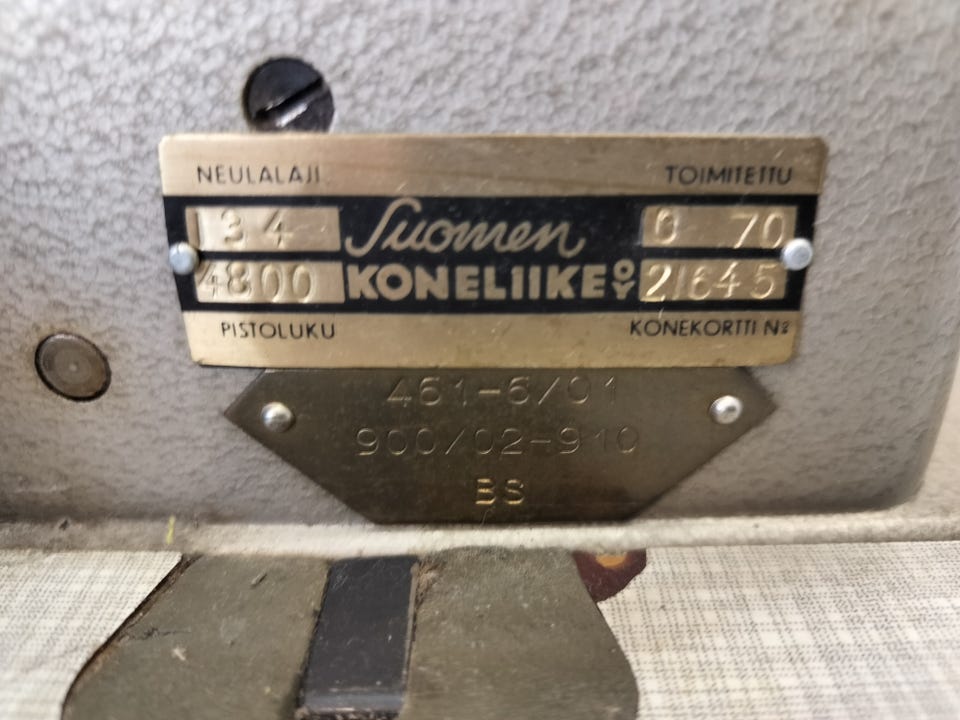 NEULALAJI TOIMITETTU
134 Suomen 6 70
4800 KONELIIKE OY 21645
PISTOLUKU KONEKORTTI Nº
461-6/01
900/02-910
BS